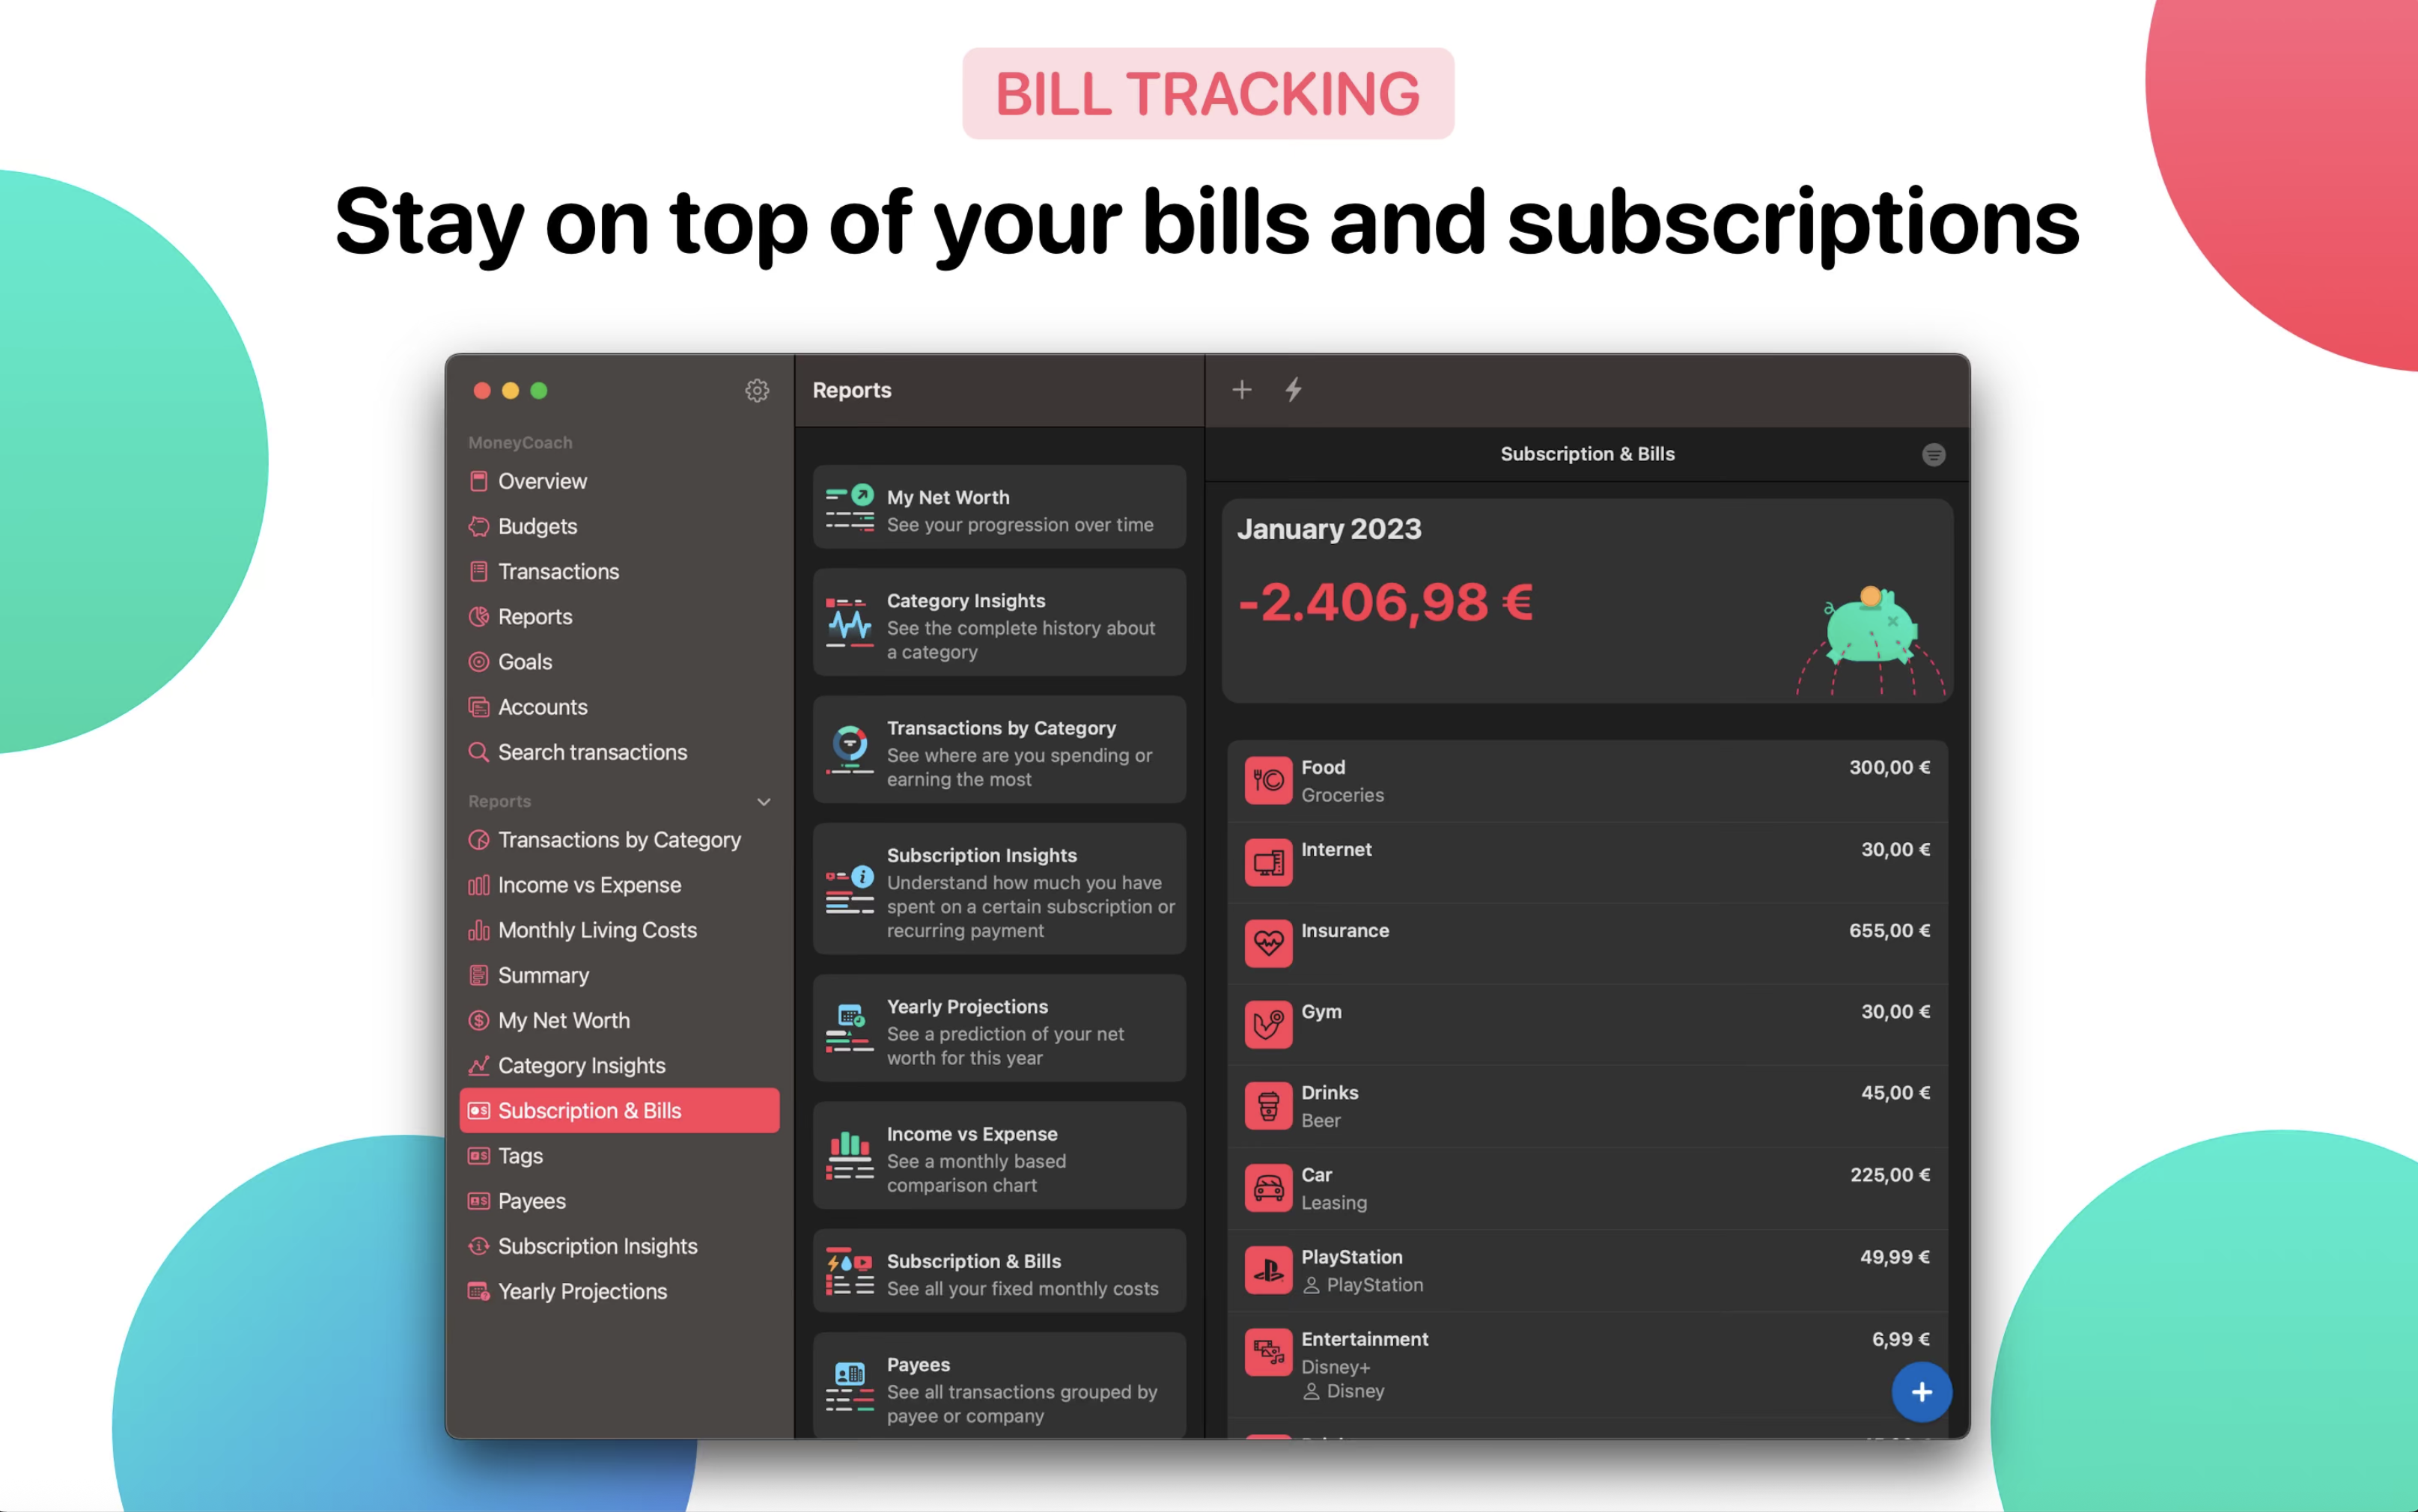 BILL TRACKING
Stay on top of your bills and subscriptions
MoneyCoach
Overview
Budgets
Transactions
Reports
Goals
Accounts
Search transactions
Reports
Transactions by Category
Income vs Expense
Monthly Living Costs
Summary
My Net Worth
Category Insights
Subscription & Bills
Tags
Payees
Subscription Insights
Yearly Projections
Reports
My Net Worth
See your progression over time
Category Insights
See the complete history about
a category
Transactions by Category
See where are you spending or
earning the most
Subscription Insights
Understand how much you have
spent on a certain subscription or
recurring payment
Yearly Projections
See a prediction of your net
worth for this year
Income vs Expense
See a monthly based
comparison chart
Subscription & Bills
See all your fixed monthly costs
Payees
See all transactions grouped by
payee or company
Subscription & Bills
January 2023
-2.406,98 €
Food 300,00 €
Groceries
Internet 30,00 €
Insurance 655,00 €
Gym 30,00 €
Drinks 45,00 €
Beer
Car 225,00 €
Leasing
PlayStation 49,99 €
PlayStation
Entertainment 6,99 €
Disney+
Disney